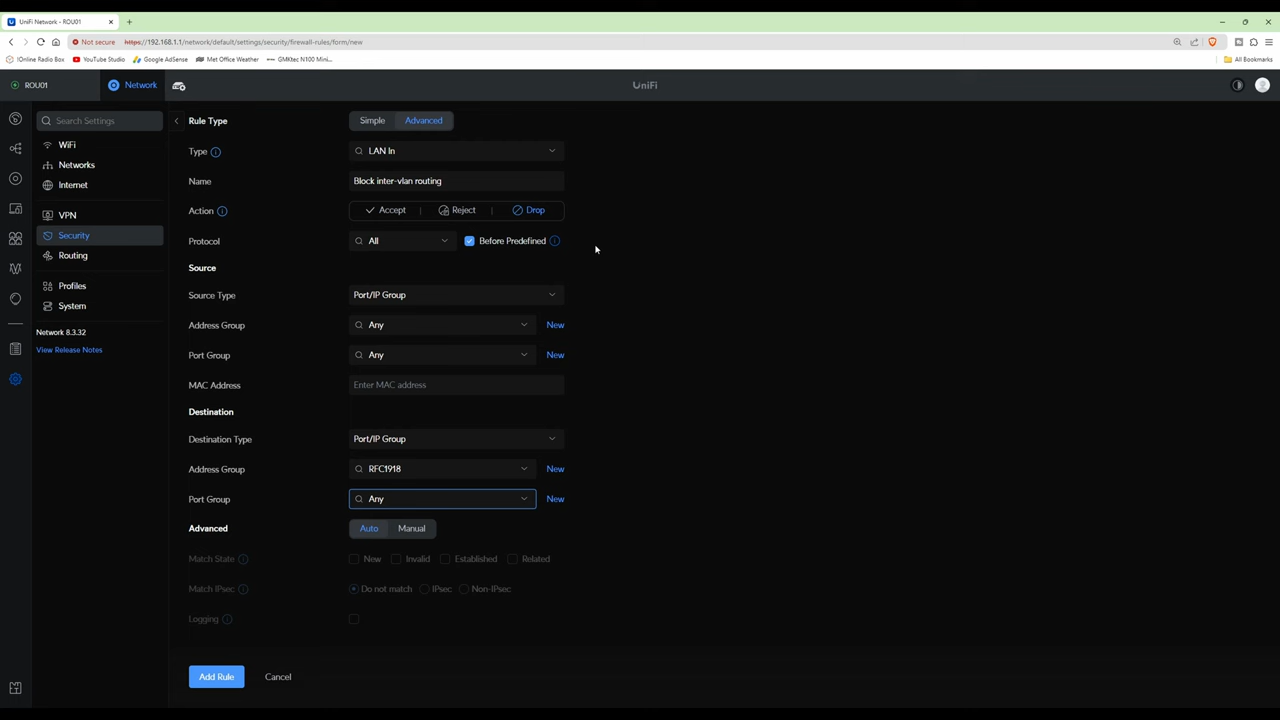 UniFi Network - ROU01
Not secure https://192.168.1.1/network/default/settings/security/firewall-rules/form/new
!Online Radio Box YouTube Studio Google AdSense Met Office Weather GMKtec N100 Mini... All Bookmarks
ROU01 Network UniFi
Search Settings
WiFi
Networks
Internet
VPN
Security
Routing
Profiles
System
Network 8.3.32
View Release Notes
Rule Type Simple Advanced
Type LAN In
Name Block inter-vlan routing
Action Accept Reject Drop
Protocol All Before Predefined
Source
Source Type Port/IP Group
Address Group Any New
Port Group Any New
MAC Address Enter MAC address
Destination
Destination Type Port/IP Group
Address Group RFC1918 New
Port Group Any New
Advanced Auto Manual
Match State New Invalid Established Related
Match IPsec Do not match IPsec Non-IPsec
Logging
Add Rule Cancel